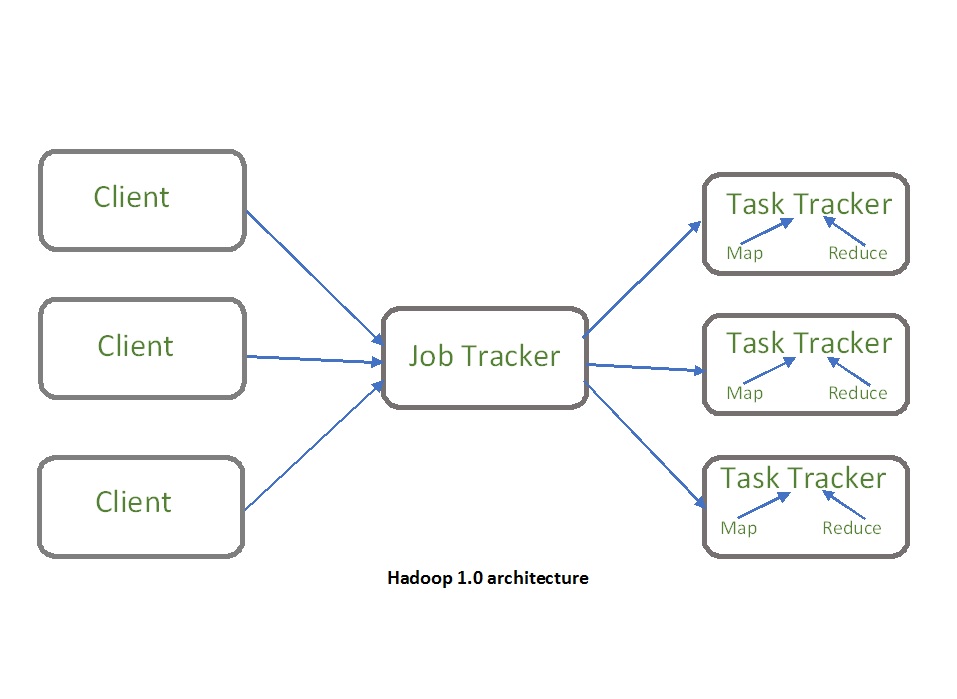 Client
Client
Client
Job Tracker
Task Tracker
Map Reduce
Task Tracker
Map Reduce
Task Tracker
Map Reduce
Hadoop 1.0 architecture